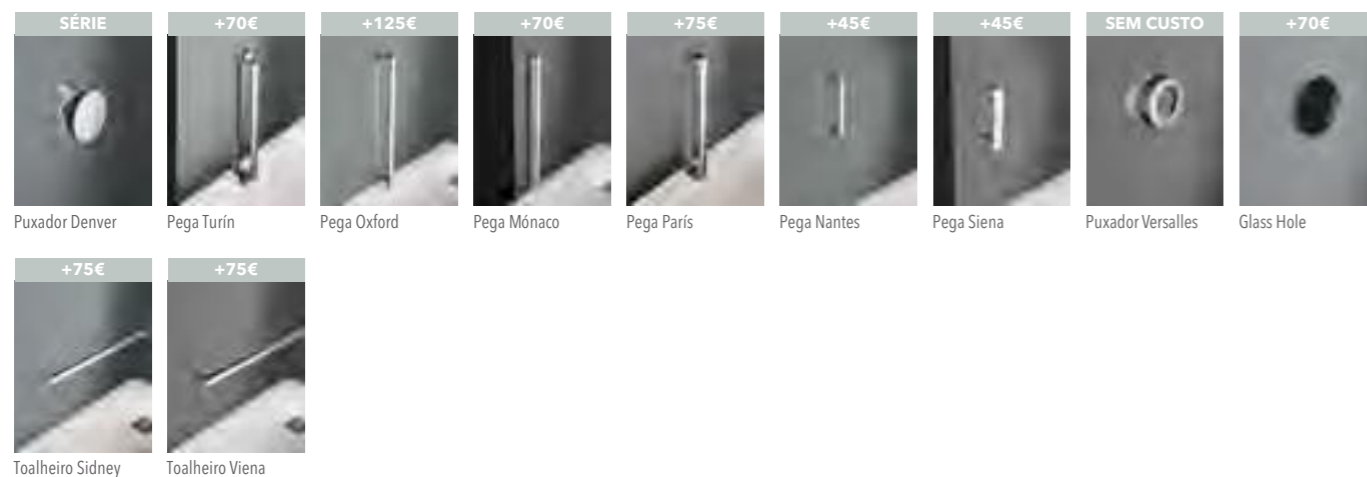 SÉRIE +70€ +125€ +70€ +75€ +45€ +45€ SEM CUSTO +70€
Puxador Denver Pega Turín Pega Oxford Pega Mónaco Pega París Pega Nantes Pega Siena Puxador Versalles Glass Hole
+75€ +75€
Toalheiro Sidney Toalheiro Viena